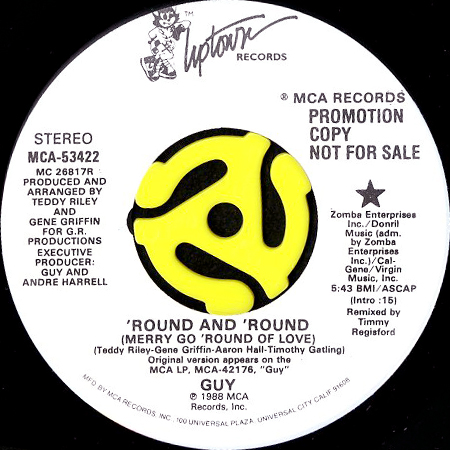 Uptown
RECORDS
TM
® MCA RECORDS
PROMOTION
COPY
NOT FOR SALE
STEREO
MCA-53422
MC 26817R
PRODUCED AND
ARRANGED BY
TEDDY RILEY
AND
GENE GRIFFIN
FOR G.R.
PRODUCTIONS
EXECUTIVE
PRODUCER:
GUY AND
ANDRE HARRELL
Zomba Enterprises
Inc./Donril
Music (adm.
by Zomba
Enterprises
Inc.)/Cal-
Gene/Virgin
Music, Inc.
5:43 BMI/ASCAP
(Intro :15)
Remixed by
Timmy
Regisford
'ROUND AND 'ROUND
(MERRY GO 'ROUND OF LOVE)
(Teddy Riley-Gene Griffin-Aaron Hall-Timothy Gatling)
Original version appears on the
MCA LP, MCA-42176, "Guy"
GUY
℗ 1988 MCA
Records, Inc.
MFD BY MCA RECORDS, INC., 100 UNIVERSAL PLAZA, UNIVERSAL CITY, CALIF 91608